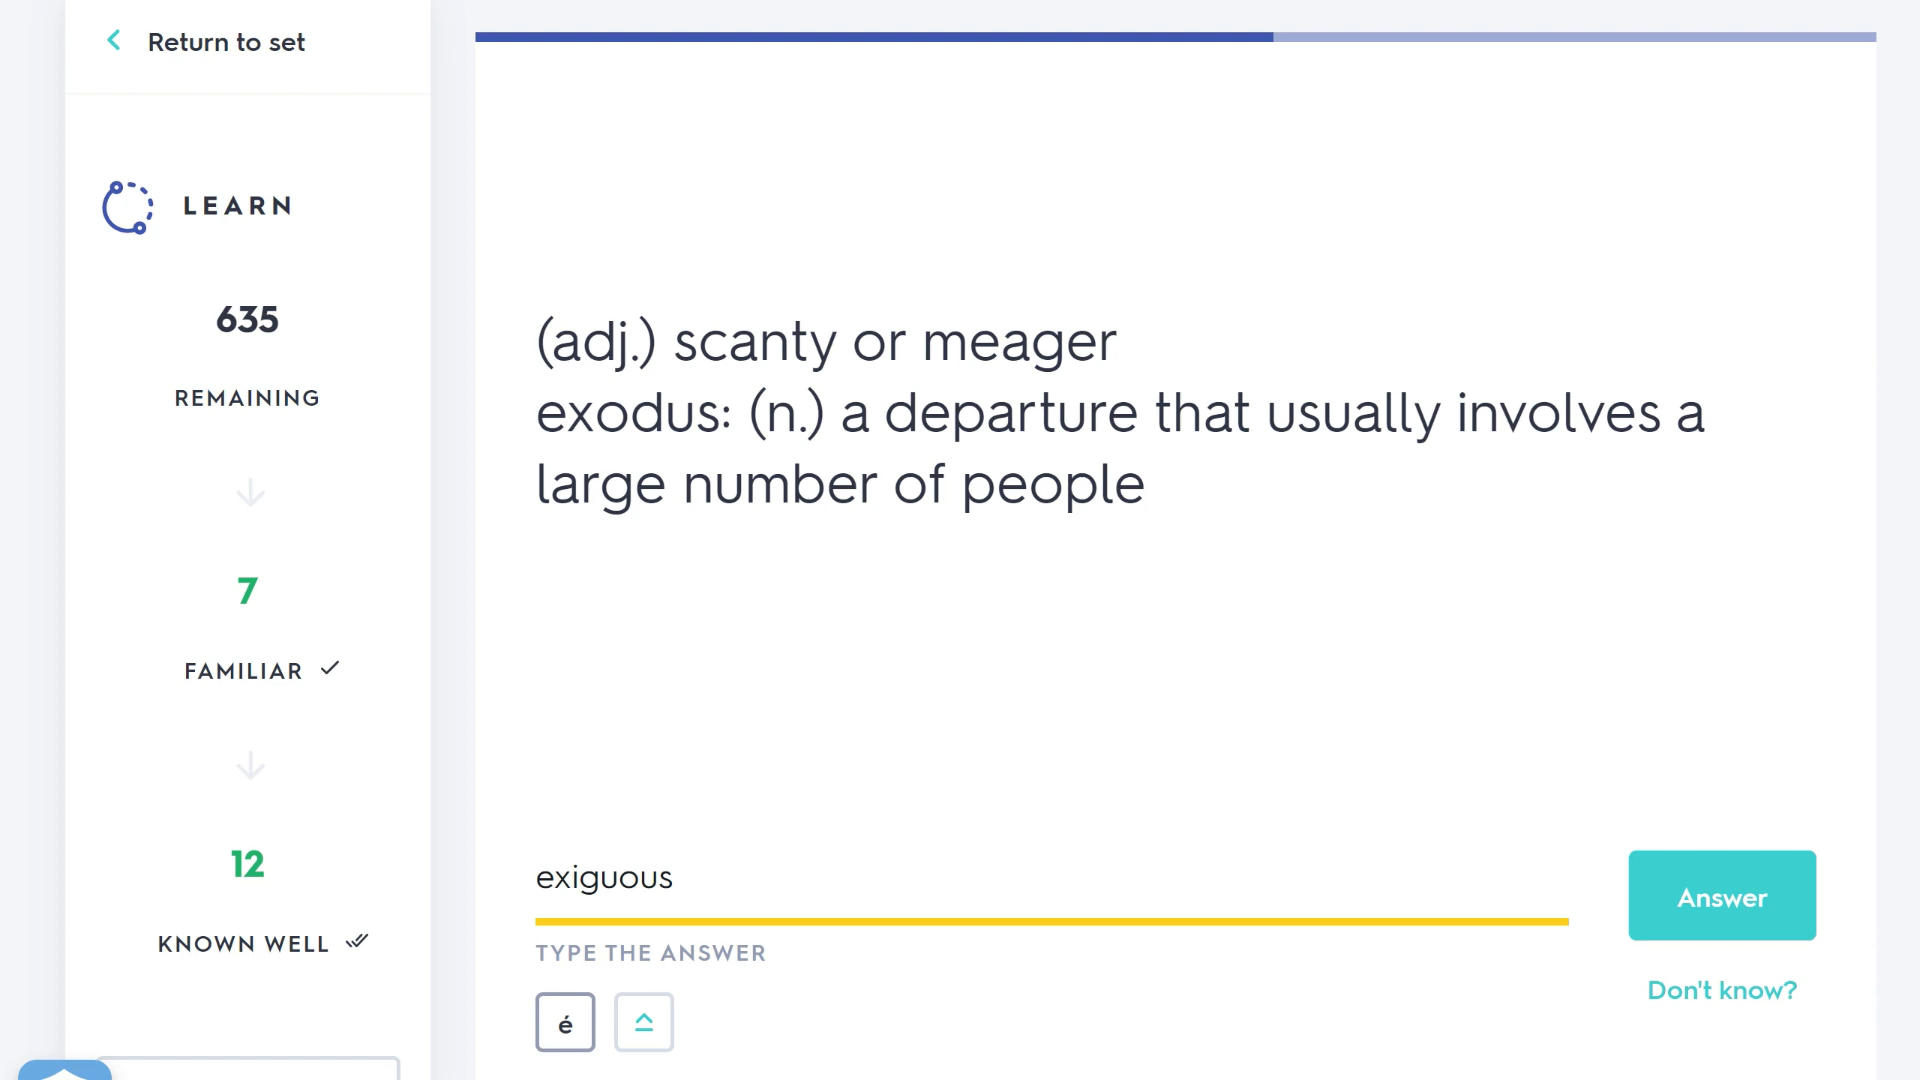 Return to set
LEARN
635
REMAINING
7
FAMILIAR
12
KNOWN WELL
(adj.) scanty or meager
exodus: (n.) a departure that usually involves a
large number of people
exiguous
TYPE THE ANSWER
é
Answer
Don't know?